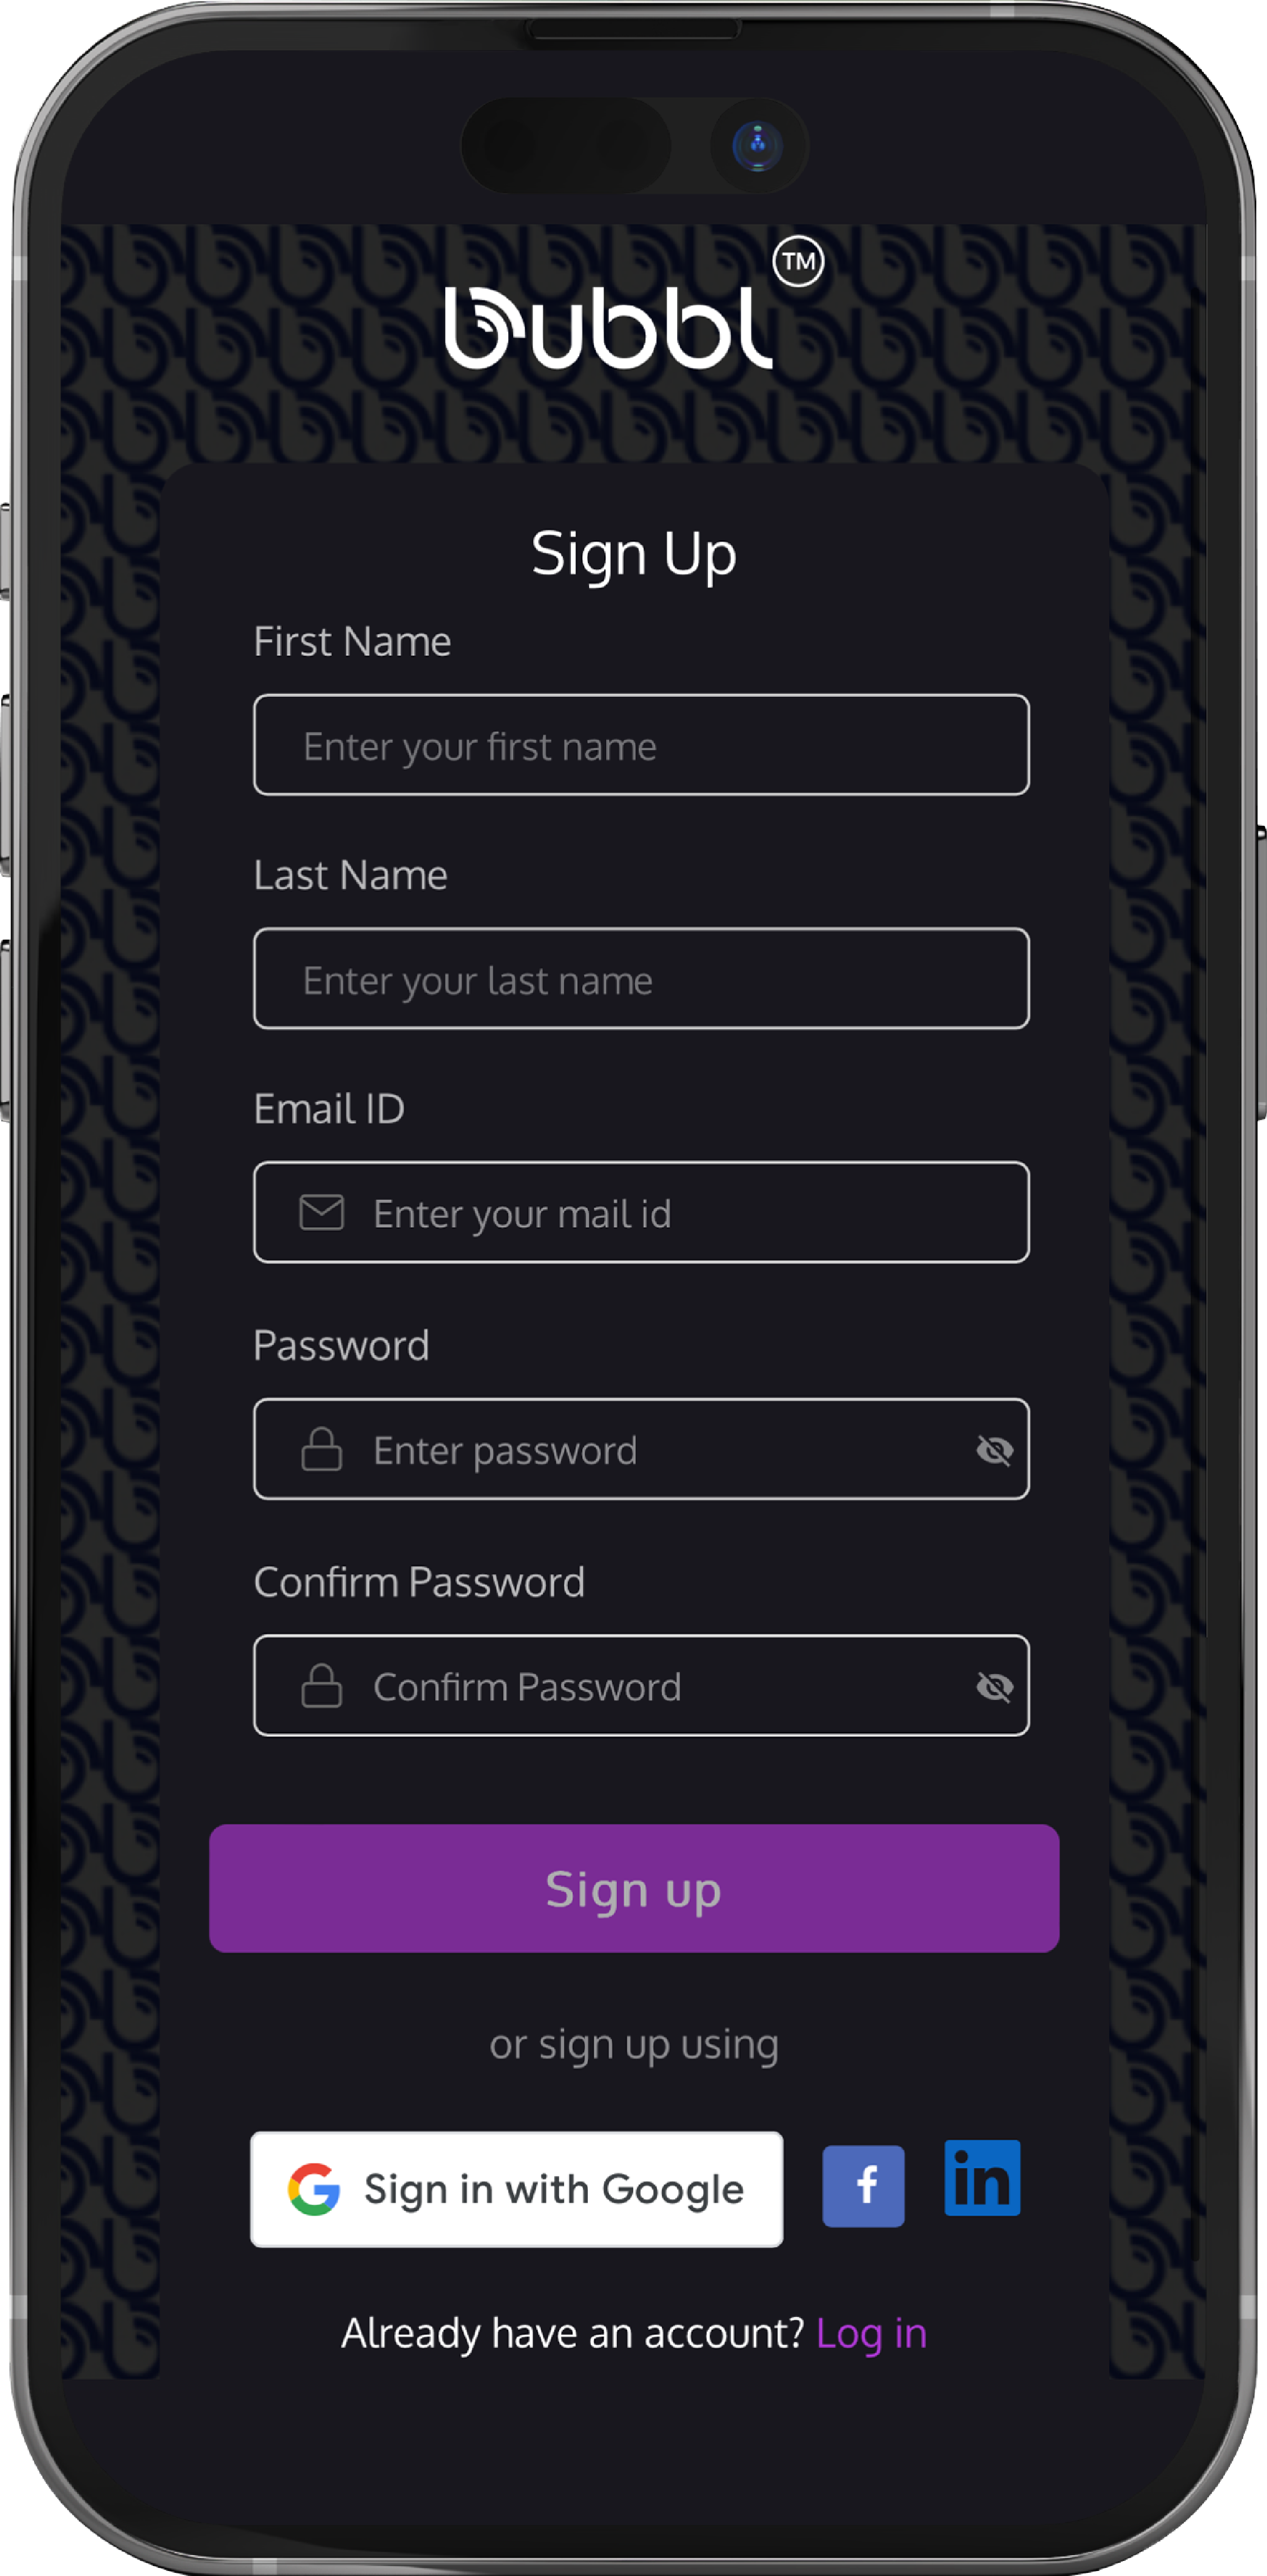 bubbl TM
Sign Up
First Name
Enter your first name
Last Name
Enter your last name
Email ID
Enter your mail id
Password
Enter password
Confirm Password
Confirm Password
Sign up
or sign up using
Sign in with Google f in
Already have an account? Log in